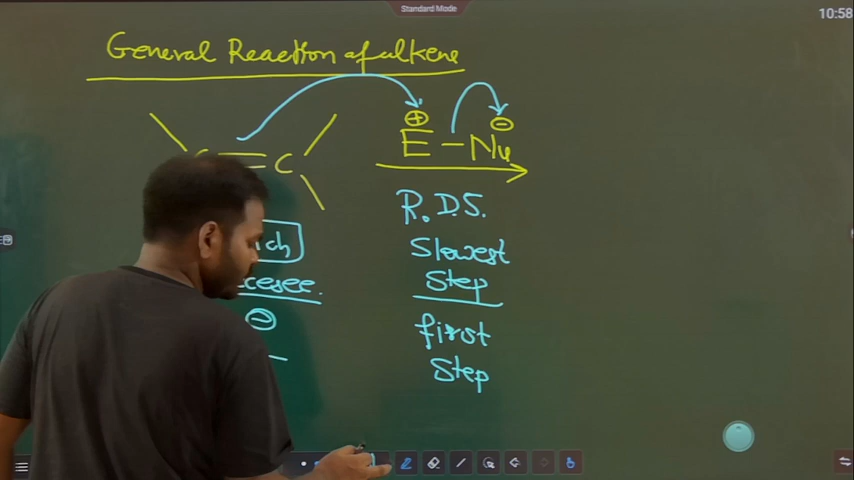 Standard Mode
10:58
General Reaction of alkene
⊕ ⊖
C E - Nu
R.D.S.
Slowest
Step
first
Step
⊖